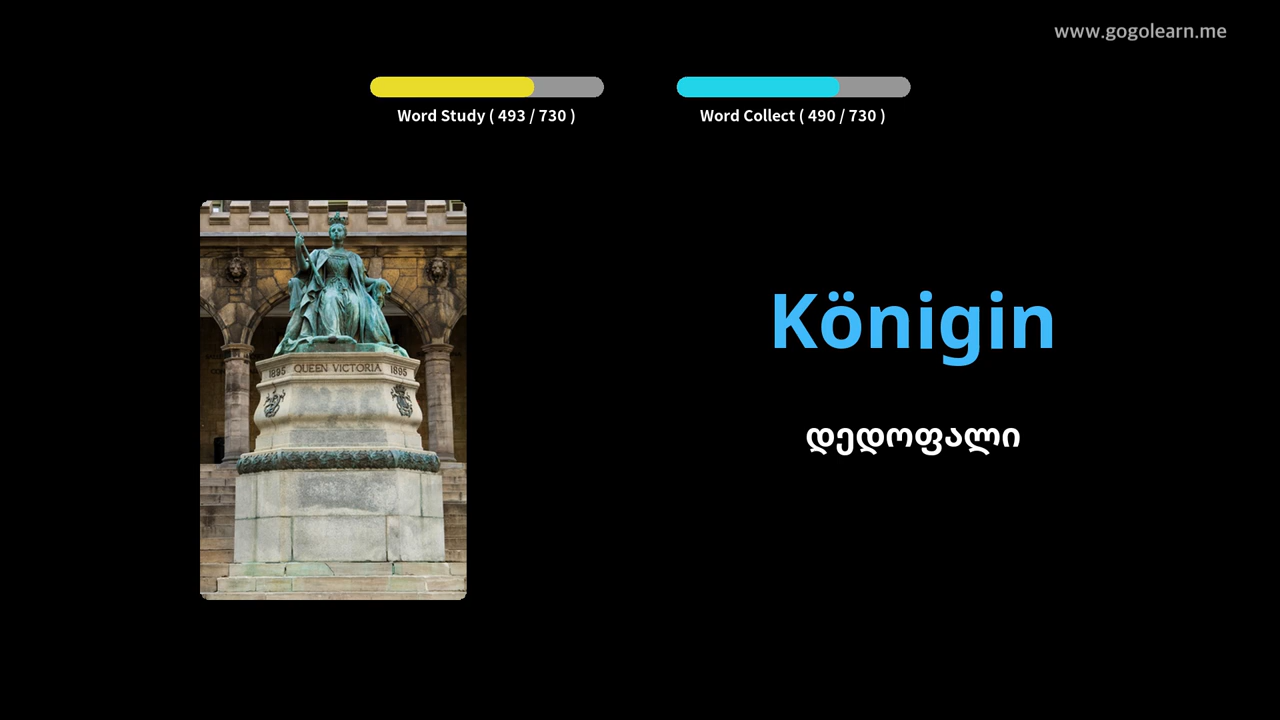 www.gogolearn.me
Word Study ( 493 / 730 )
Word Collect ( 490 / 730 )
Königin
დედოფალი
1895 QUEEN VICTORIA 1895